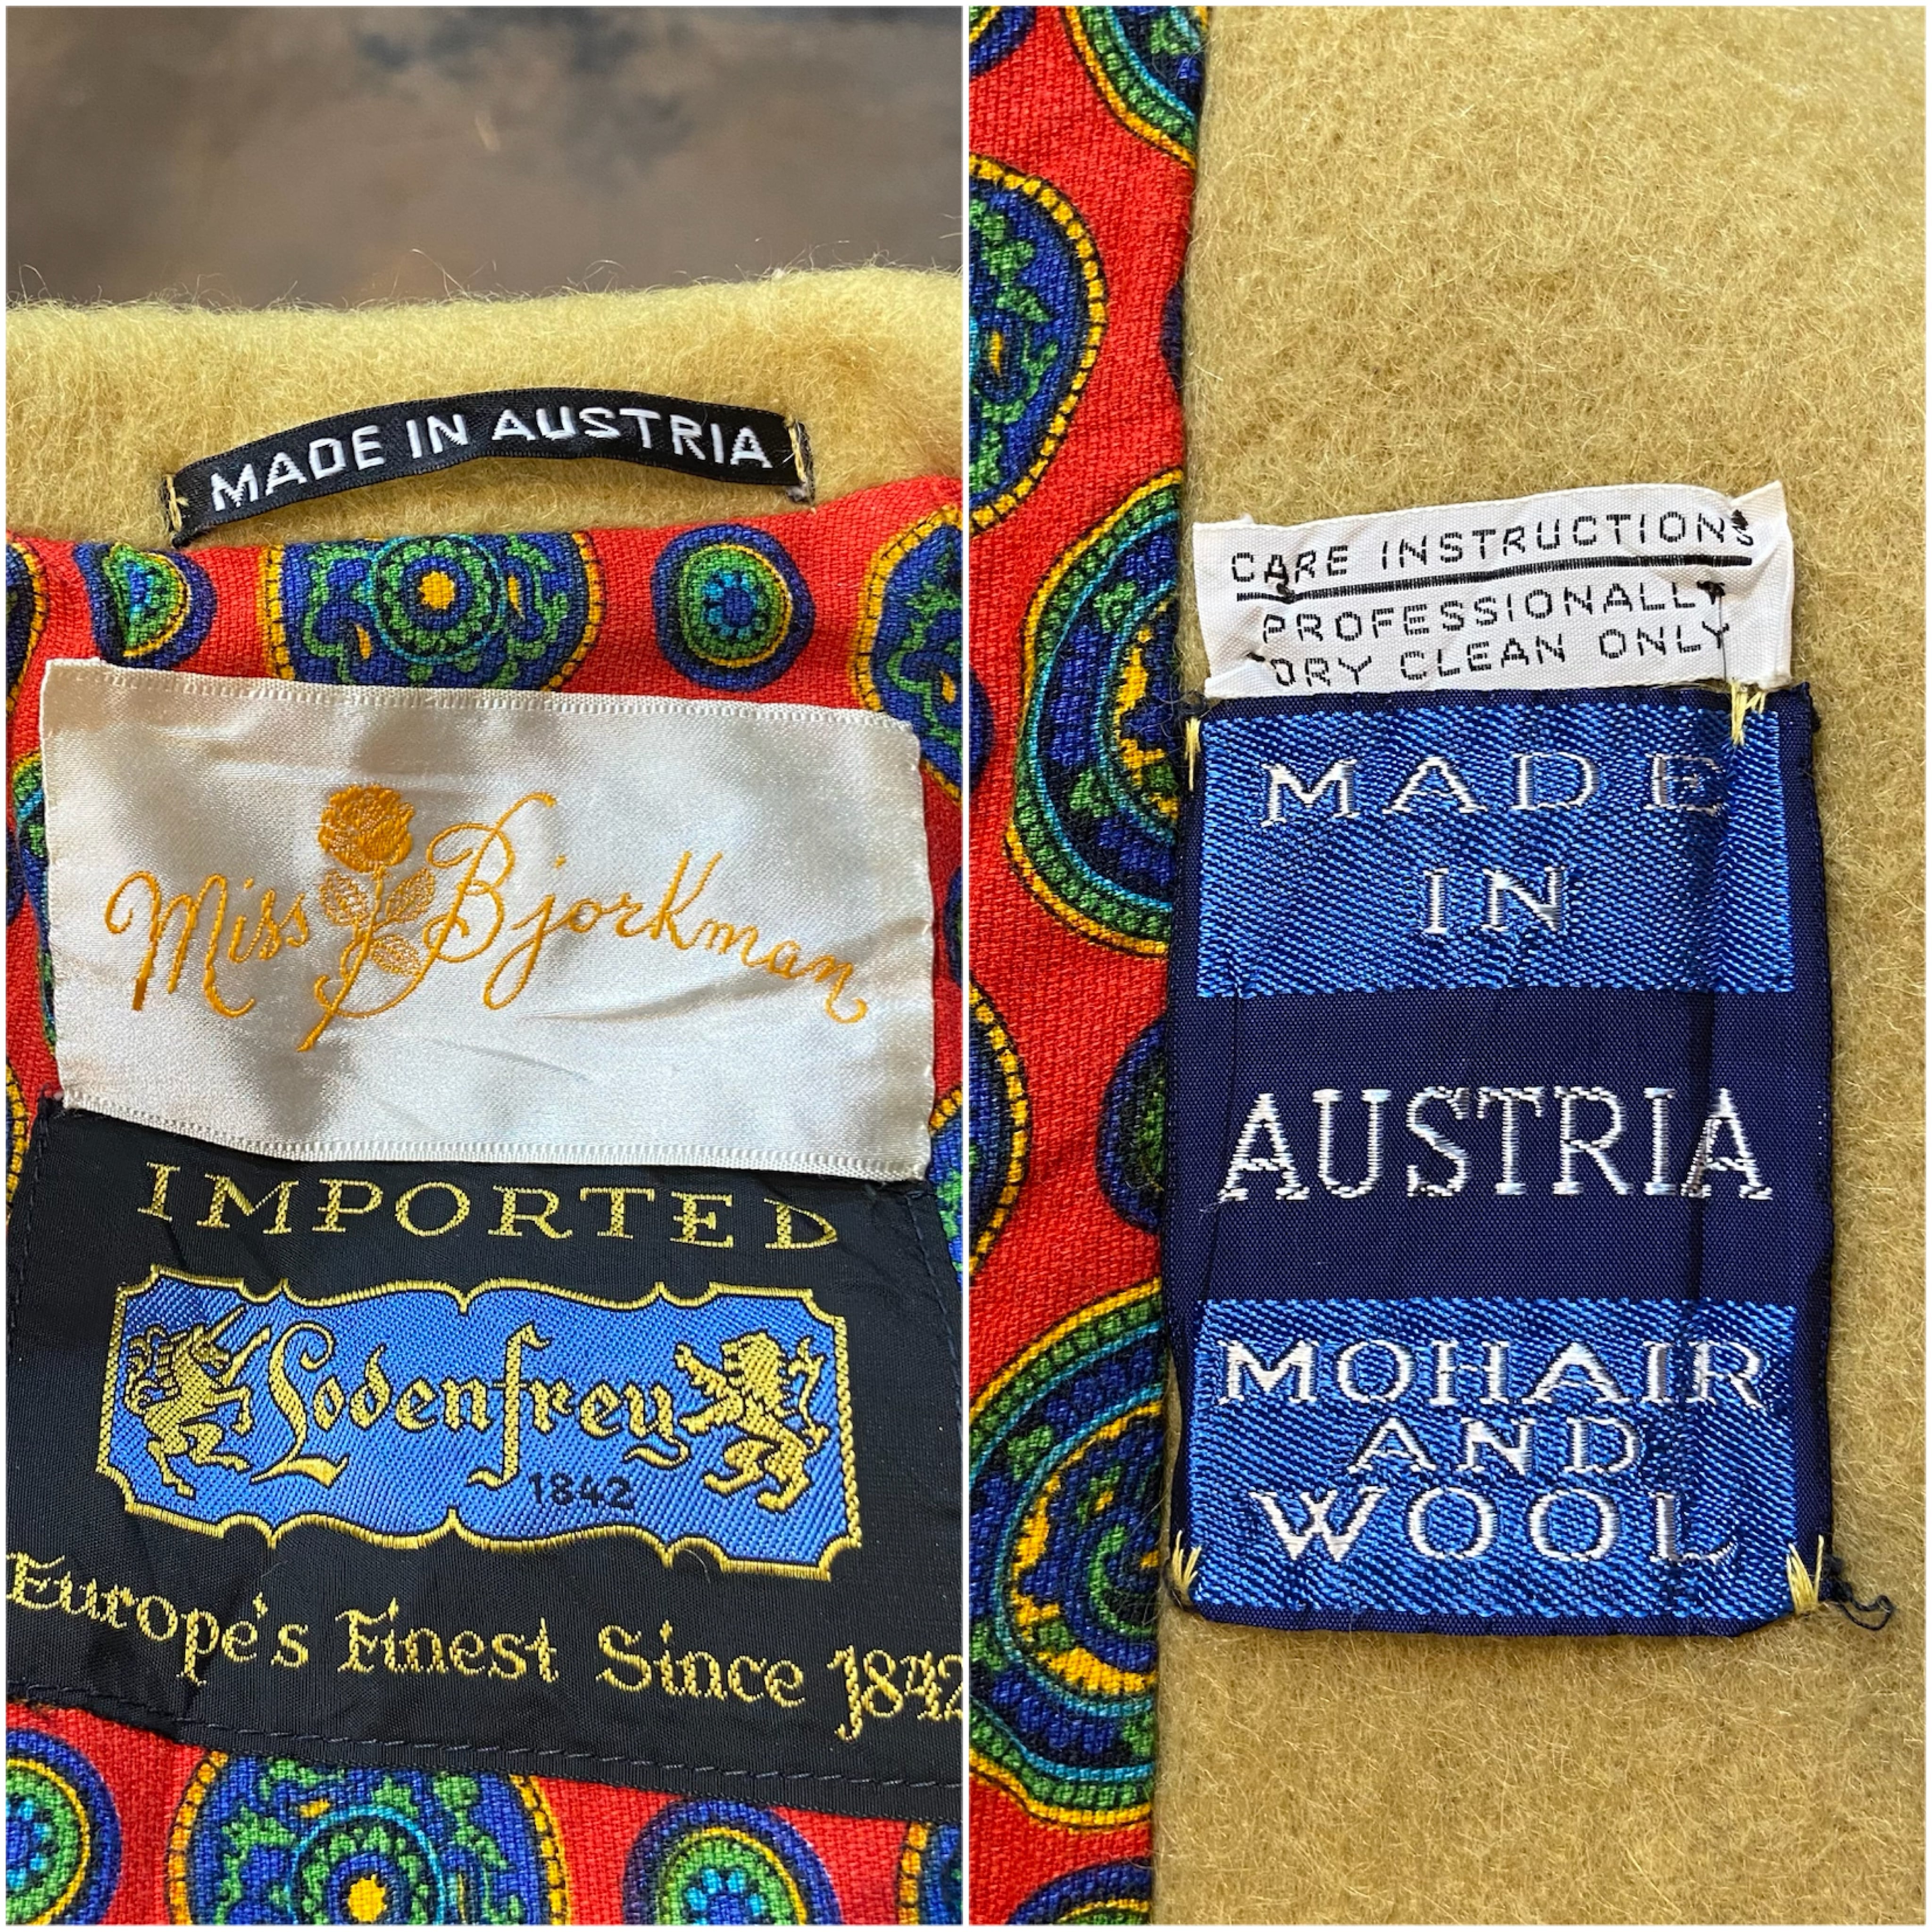 MADE IN AUSTRIA
Miss Bjorkman
IMPORTED
Lodenfrey
1842
Europe's Finest Since 1842
CARE INSTRUCTIONS
PROFESSIONALLY
DRY CLEAN ONLY
MADE
IN
AUSTRIA
MOHAIR
AND
WOOL